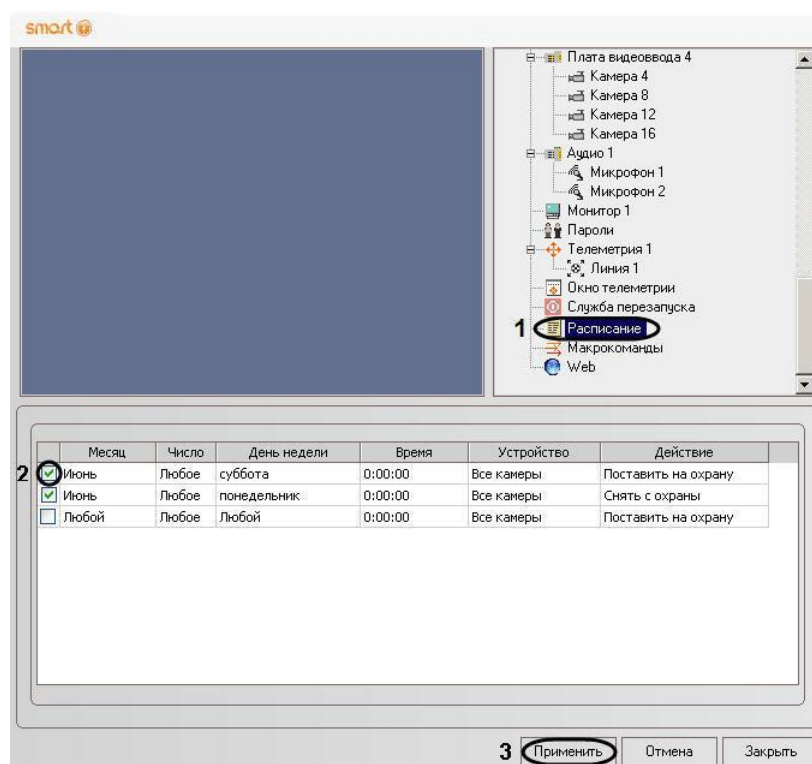 smart
Плата видеоввода 4
Камера 4
Камера 8
Камера 12
Камера 16
Аудио 1
Микрофон 1
Микрофон 2
Монитор 1
Пароли
Телеметрия 1
Линия 1
Окно телеметрии
Служба перезапуска
1 Расписание
Макрокоманды
Web
Месяц Число День недели Время Устройство Действие
2 Июнь Любое суббота 0:00:00 Все камеры Поставить на охрану
Июнь Любое понедельник 0:00:00 Все камеры Снять с охраны
Любой Любое Любой 0:00:00 Все камеры Поставить на охрану
3 Применить Отмена Закрыть